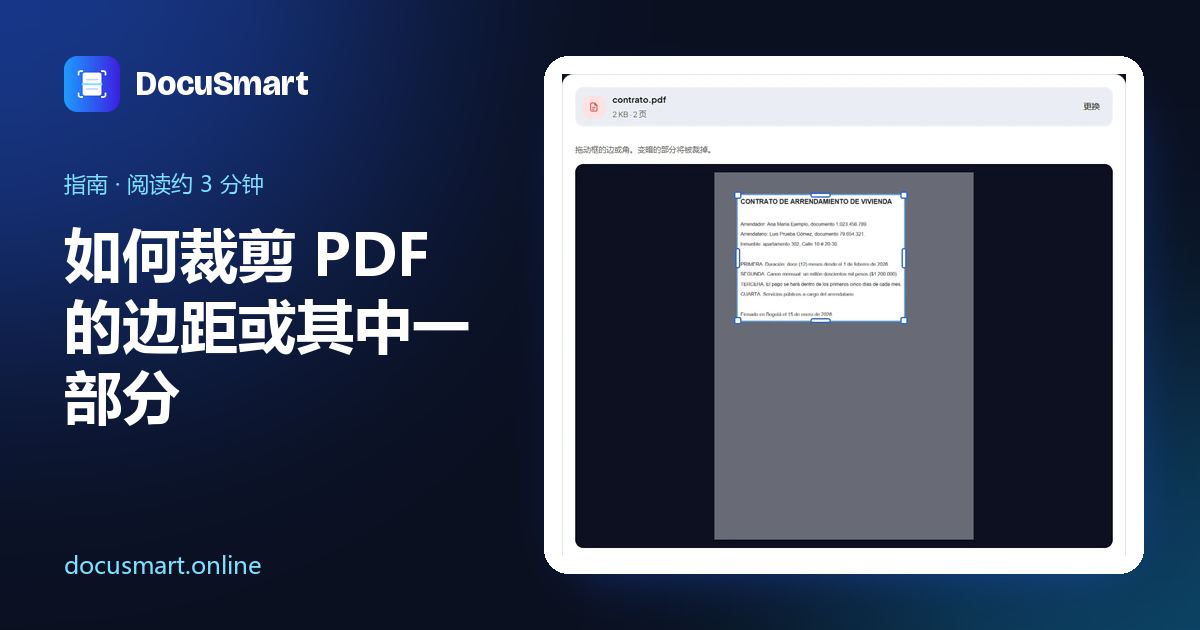 DocuSmart
指南 · 阅读约 3 分钟
如何裁剪 PDF
的边距或其中一
部分
docusmart.online
contrato.pdf
2 KB · 2 页
更换
拖动框的边或角。变暗的部分将被裁掉。
CONTRATO DE ARRENDAMIENTO DE VIVIENDA
Arrendador: Ana María Ejemplo, documento 1.023.456.789
Arrendatario: Luis Prueba Gómez, documento 79.654.321
Inmueble: apartamento 302, Calle 10 # 20-30
PRIMERA. Duración: doce (12) meses desde el 1 de febrero de 2026.
SEGUNDA. Canon mensual: un millón doscientos mil pesos ($1.200.000)
TERCERA. El pago se hará dentro de los primeros cinco días de cada mes.
CUARTA. Servicios públicos a cargo del arrendatario.
Firmado en Bogotá el 15 de enero de 2026.